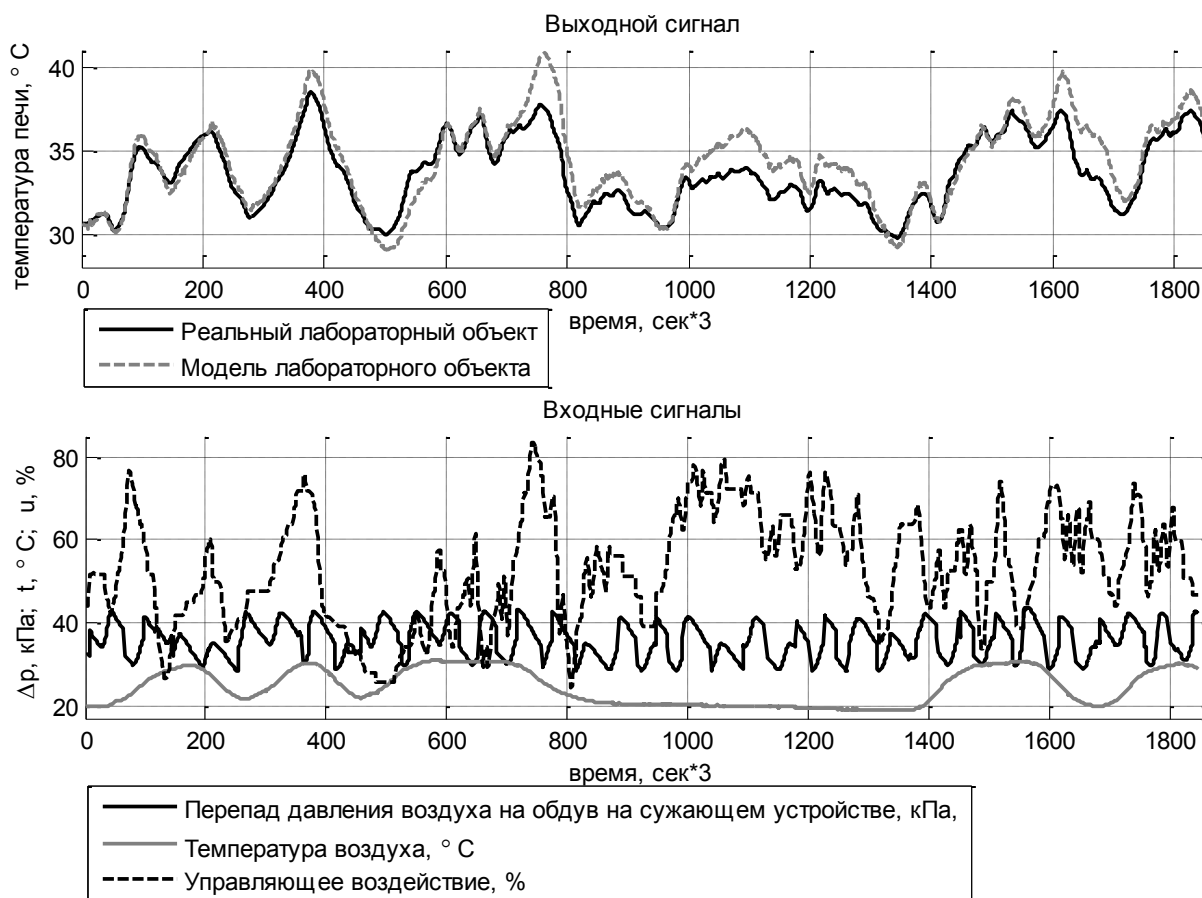 Выходной сигнал
температура печи, ° C
40
35
30
0 200 400 600 800 1000 1200 1400 1600 1800
время, сек*3
Реальный лабораторный объект
Модель лабораторного объекта
Входные сигналы
Δp, кПа; t, ° C; u, %
80
60
40
20
0 200 400 600 800 1000 1200 1400 1600 1800
время, сек*3
Перепад давления воздуха на обдув на сужающем устройстве, кПа,
Температура воздуха, ° C
Управляющее воздействие, %